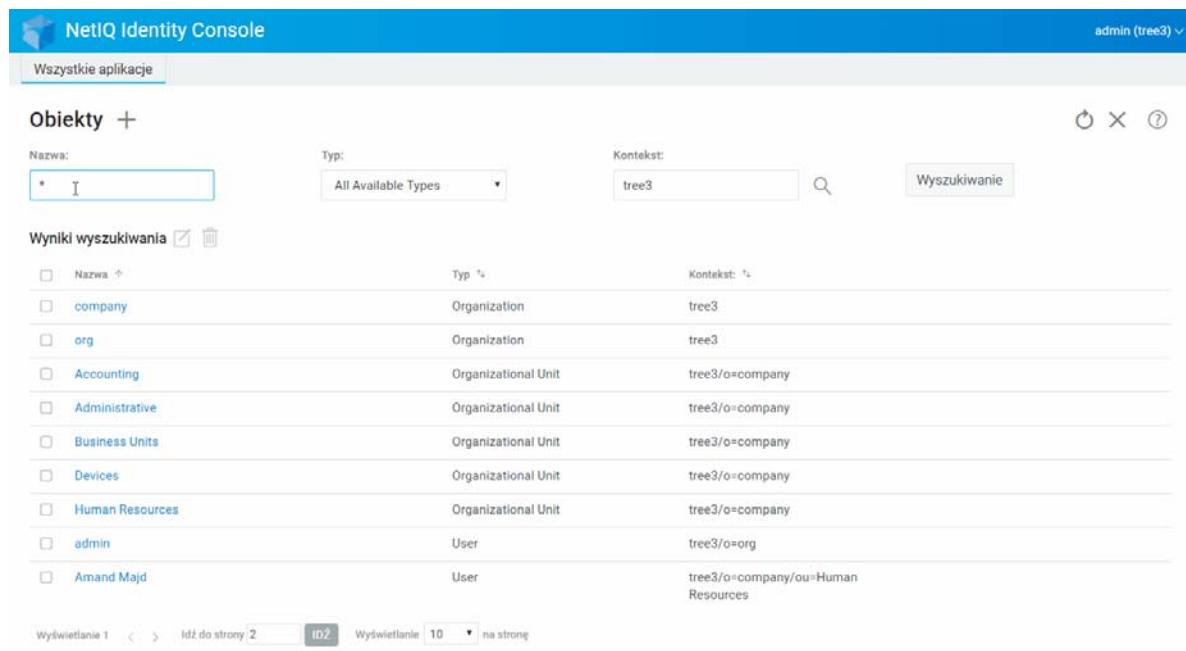 NetIQ Identity Console
admin (tree3)
Wszystkie aplikacje
Obiekty
Nazwa: Typ: Kontekst:
* All Available Types tree3 Wyszukiwanie
Wyniki wyszukiwania
Nazwa Typ Kontekst:
company Organization tree3
org Organization tree3
Accounting Organizational Unit tree3/o=company
Administrative Organizational Unit tree3/o=company
Business Units Organizational Unit tree3/o=company
Devices Organizational Unit tree3/o=company
Human Resources Organizational Unit tree3/o=company
admin User tree3/o=org
Amand Majd User tree3/o=company/ou=Human
Resources
Wyświetlanie 1 Idź do strony 2 IDŹ Wyświetlanie 10 na stronę